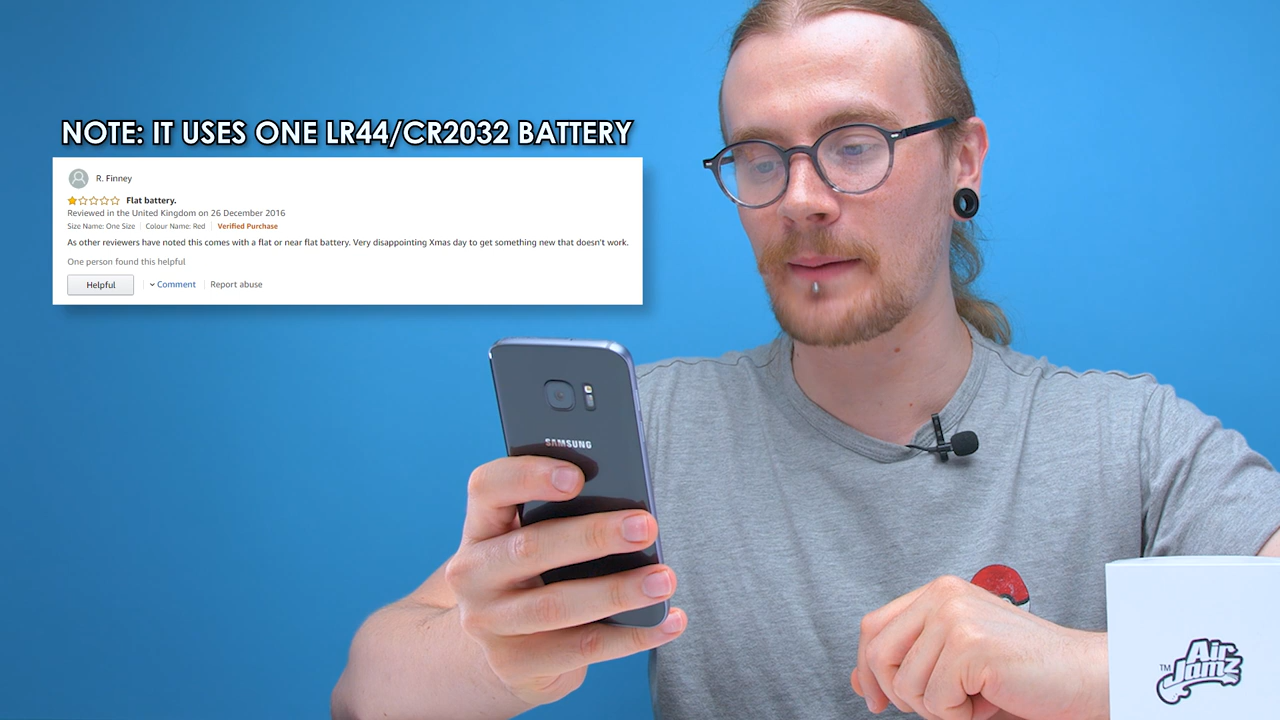 NOTE: IT USES ONE LR44/CR2032 BATTERY
R. Finney
Flat battery.
Reviewed in the United Kingdom on 26 December 2016
Size Name: One Size | Colour Name: Red | Verified Purchase
As other reviewers have noted this comes with a flat or near flat battery. Very disappointing Xmas day to get something new that doesn't work.
One person found this helpful
Helpful Comment | Report abuse
SAMSUNG
™ Air Jamz